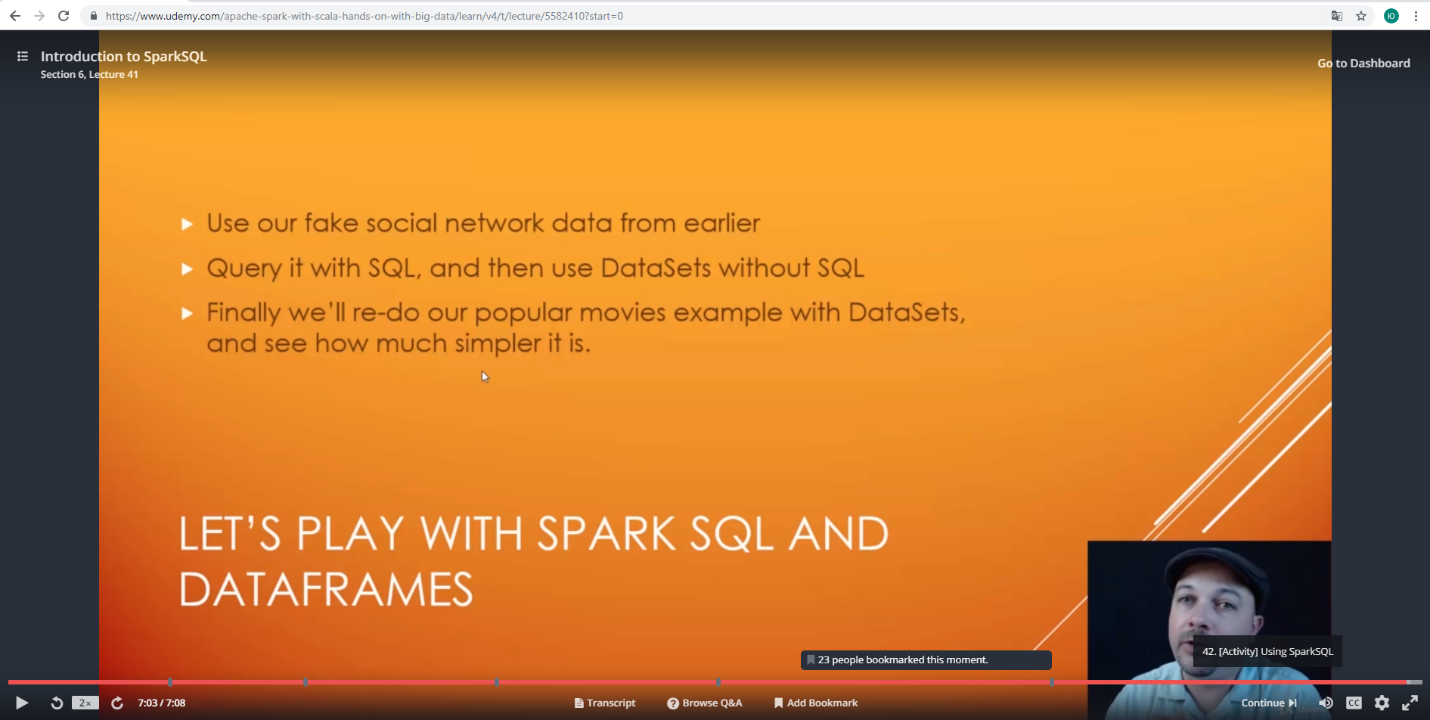 https://www.udemy.com/apache-spark-with-scala-hands-on-with-big-data/learn/v4/t/lecture/5582410?start=0
Ю
Introduction to SparkSQL
Section 6, Lecture 41
Go to Dashboard
Use our fake social network data from earlier
Query it with SQL, and then use DataSets without SQL
Finally we'll re-do our popular movies example with DataSets,
and see how much simpler it is.
LET'S PLAY WITH SPARK SQL AND
DATAFRAMES
42. [Activity] Using SparkSQL
23 people bookmarked this moment.
2x
7:03 / 7:08
Transcript
Browse Q&A
Add Bookmark
Continue
CC